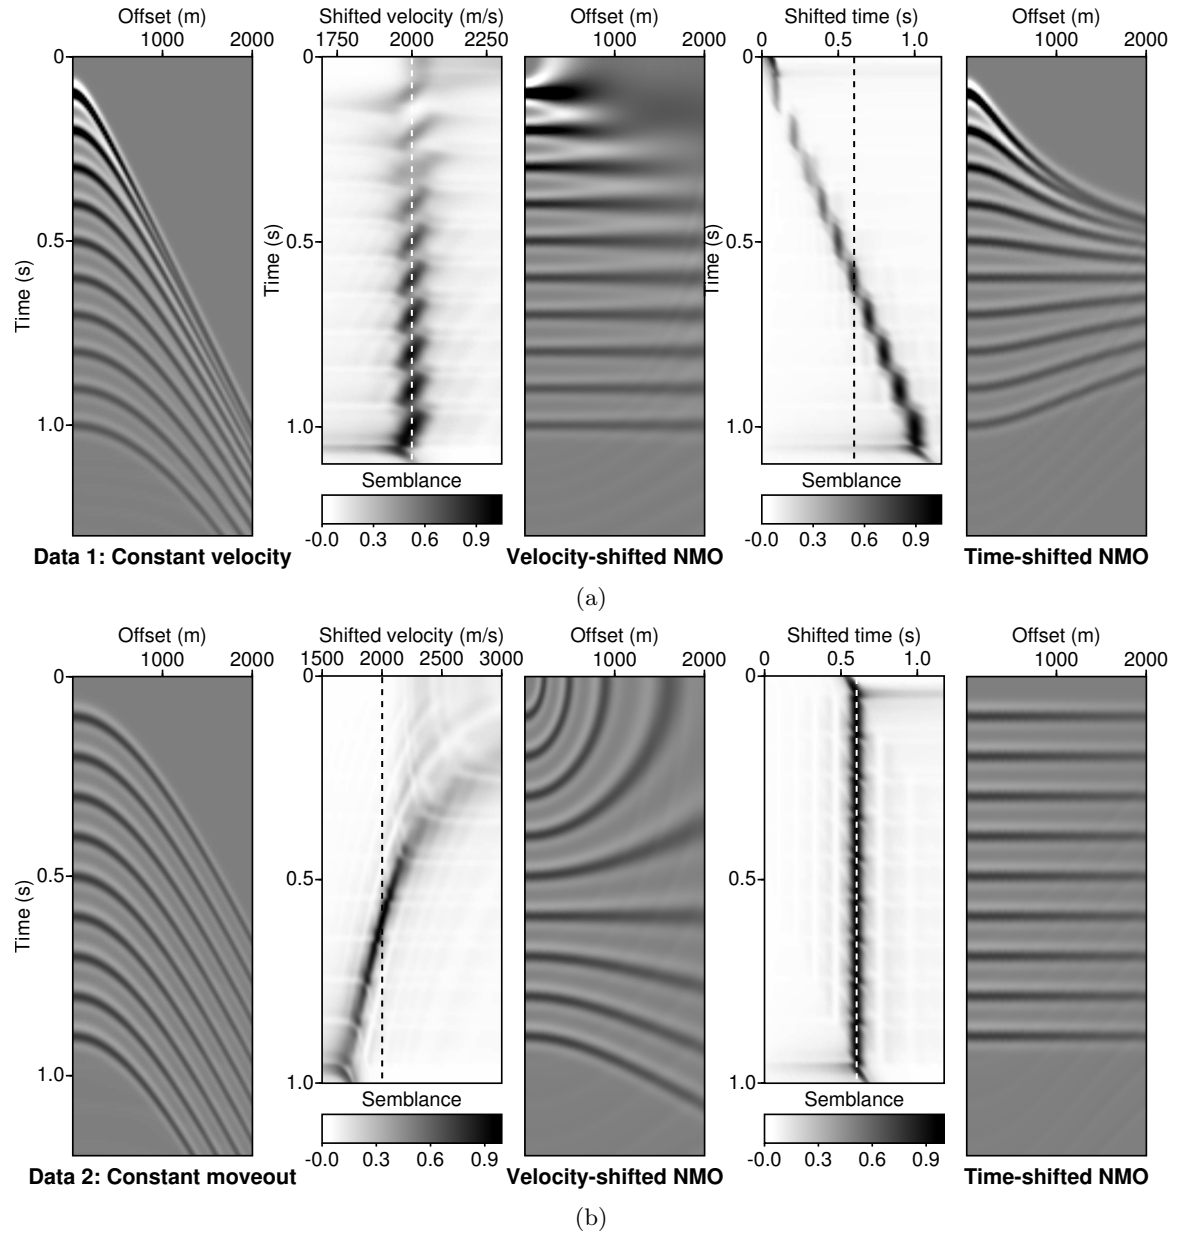 Offset (m) Shifted velocity (m/s) Offset (m) Shifted time (s) Offset (m)
1000 2000 1750 2000 2250 1000 2000 0 0.5 1.0 1000 2000
0
0.5 0.5 0.5
1.0 1.0 1.0
Time (s) Time (s) Time (s)
Semblance Semblance
-0.0 0.3 0.6 0.9 -0.0 0.3 0.6 0.9
Data 1: Constant velocity Velocity-shifted NMO Time-shifted NMO
(a)
Offset (m) Shifted velocity (m/s) Offset (m) Shifted time (s) Offset (m)
1000 2000 1500 2000 2500 3000 1000 2000 0 0.5 1.0 1000 2000
0 0 0
0.5 0.5 0.5
1.0 1.0 1.0
Time (s)
Semblance Semblance
-0.0 0.3 0.6 0.9 -0.0 0.3 0.6 0.9
Data 2: Constant moveout Velocity-shifted NMO Time-shifted NMO
(b)